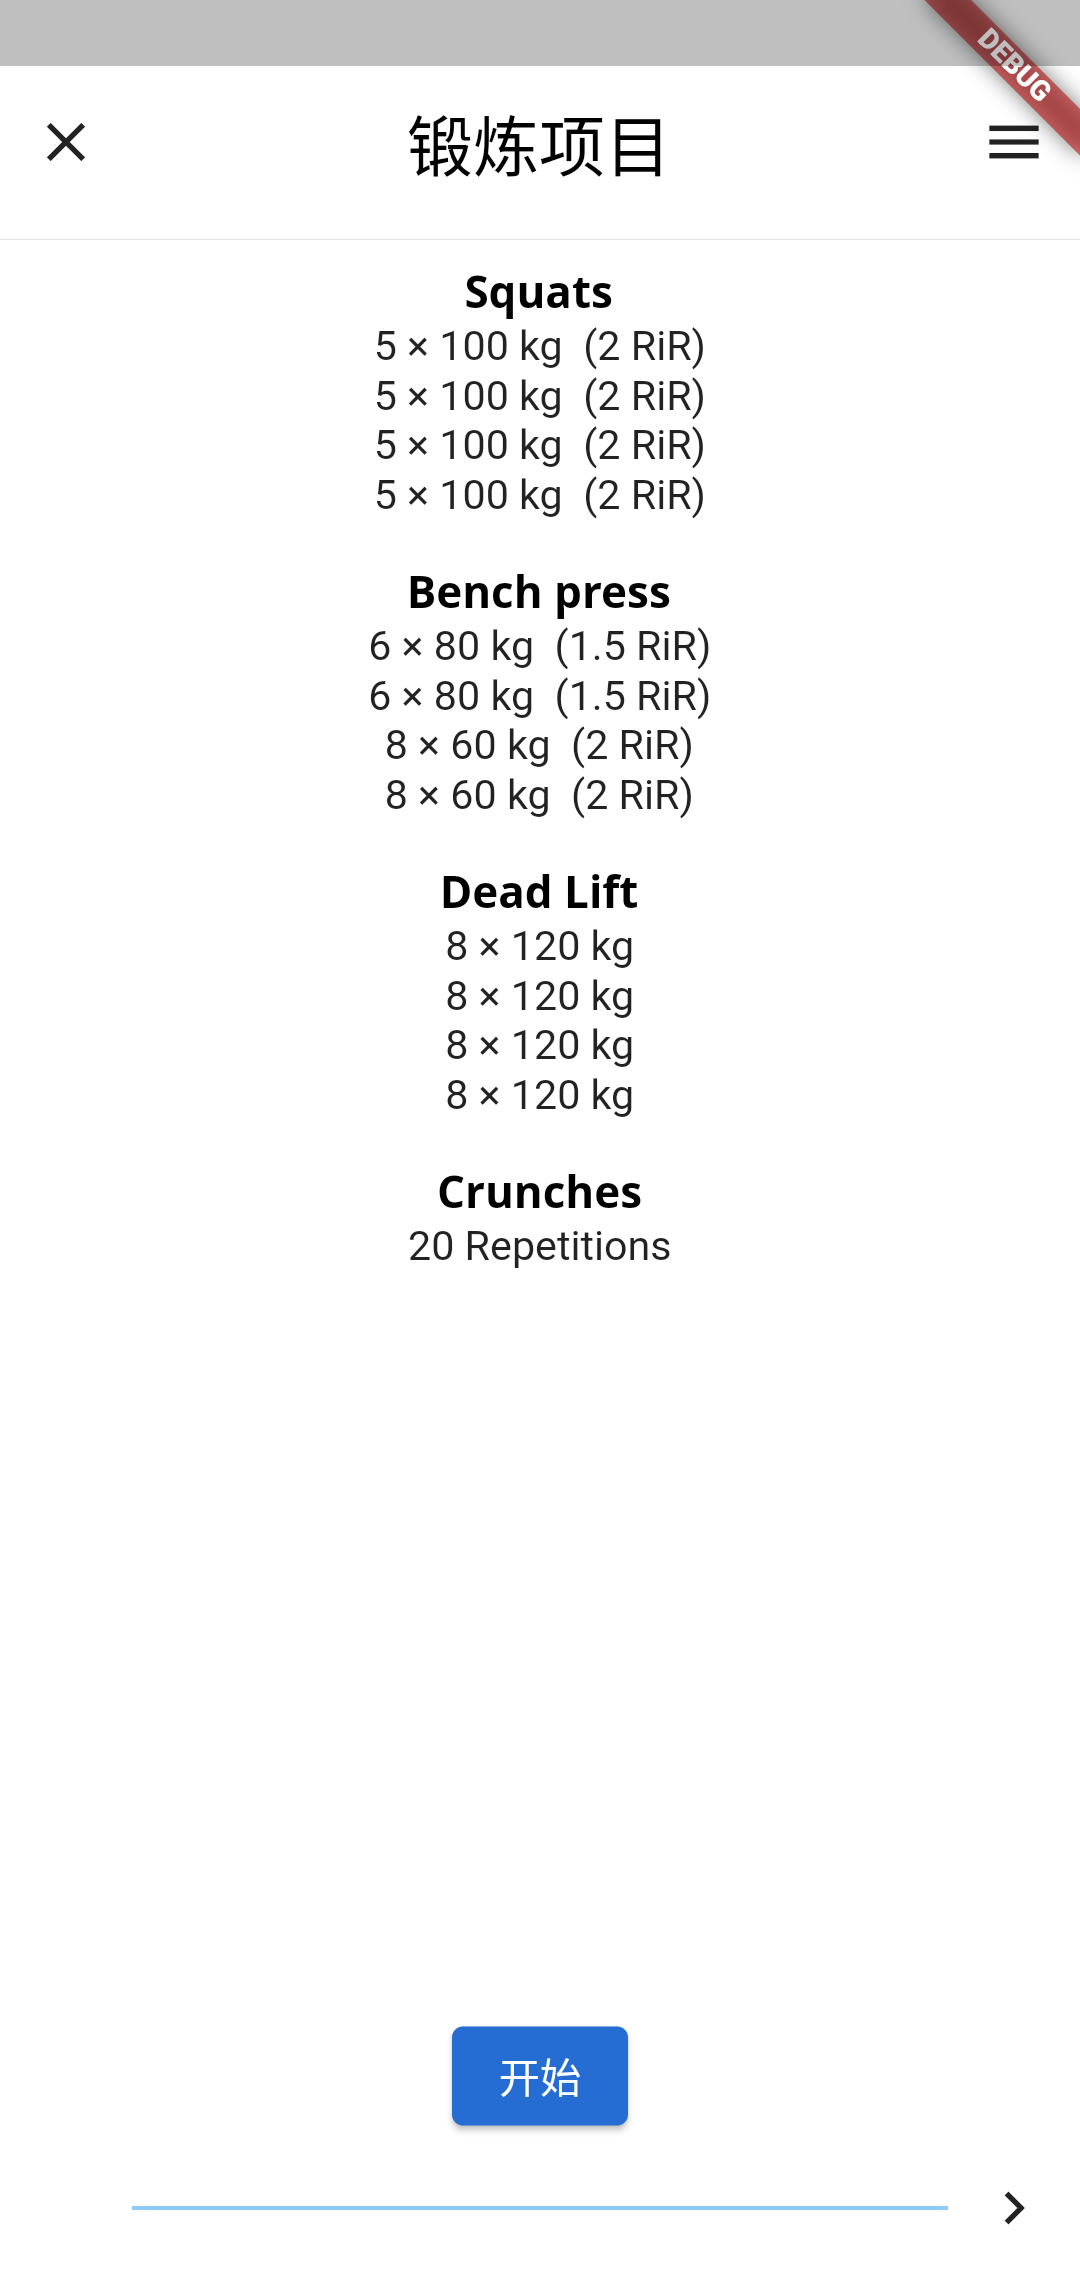 DEBUG
锻炼项目
Squats
5 × 100 kg (2 RiR)
5 × 100 kg (2 RiR)
5 × 100 kg (2 RiR)
5 × 100 kg (2 RiR)
Bench press
6 × 80 kg (1.5 RiR)
6 × 80 kg (1.5 RiR)
8 × 60 kg (2 RiR)
8 × 60 kg (2 RiR)
Dead Lift
8 × 120 kg
8 × 120 kg
8 × 120 kg
8 × 120 kg
Crunches
20 Repetitions
开始